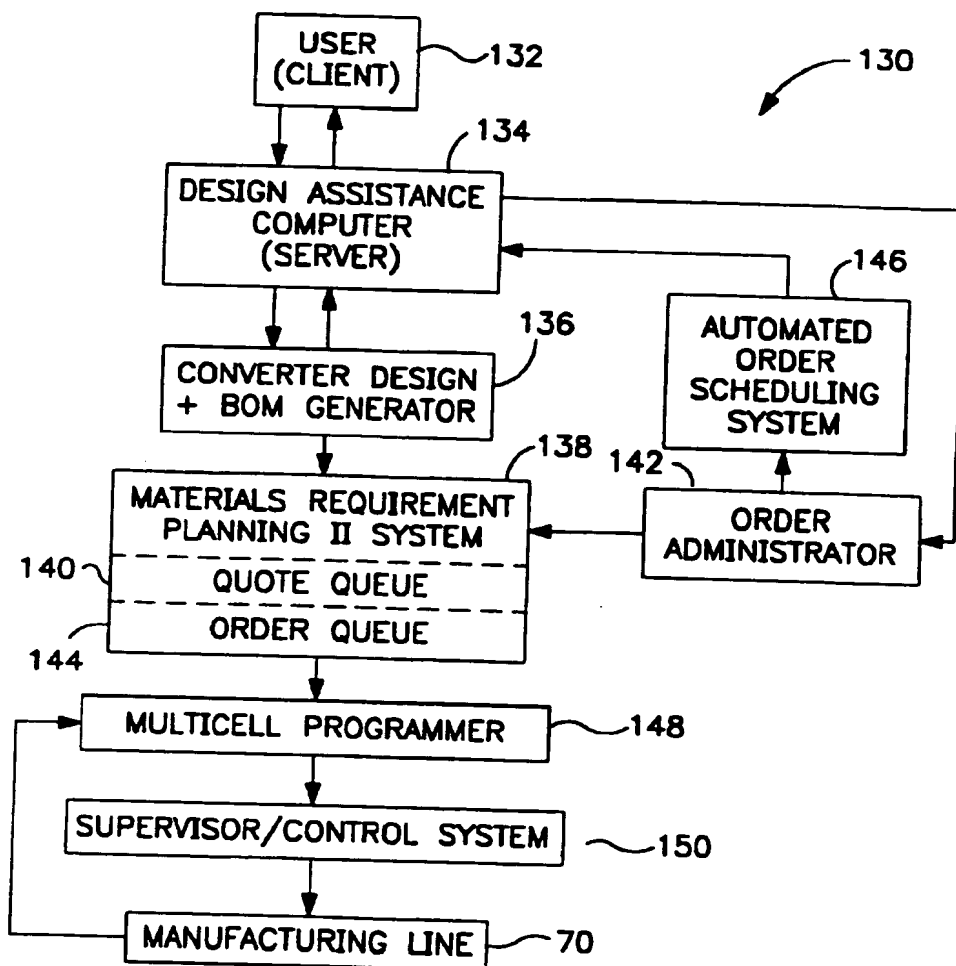 USER
(CLIENT)
132
130
134
DESIGN ASSISTANCE
COMPUTER
(SERVER)
146
AUTOMATED
ORDER
SCHEDULING
SYSTEM
136
CONVERTER DESIGN
+ BOM GENERATOR
138
MATERIALS REQUIREMENT
PLANNING II SYSTEM
142
ORDER
ADMINISTRATOR
140
QUOTE QUEUE
ORDER QUEUE
144
MULTICELL PROGRAMMER
148
SUPERVISOR/CONTROL SYSTEM
150
MANUFACTURING LINE
70